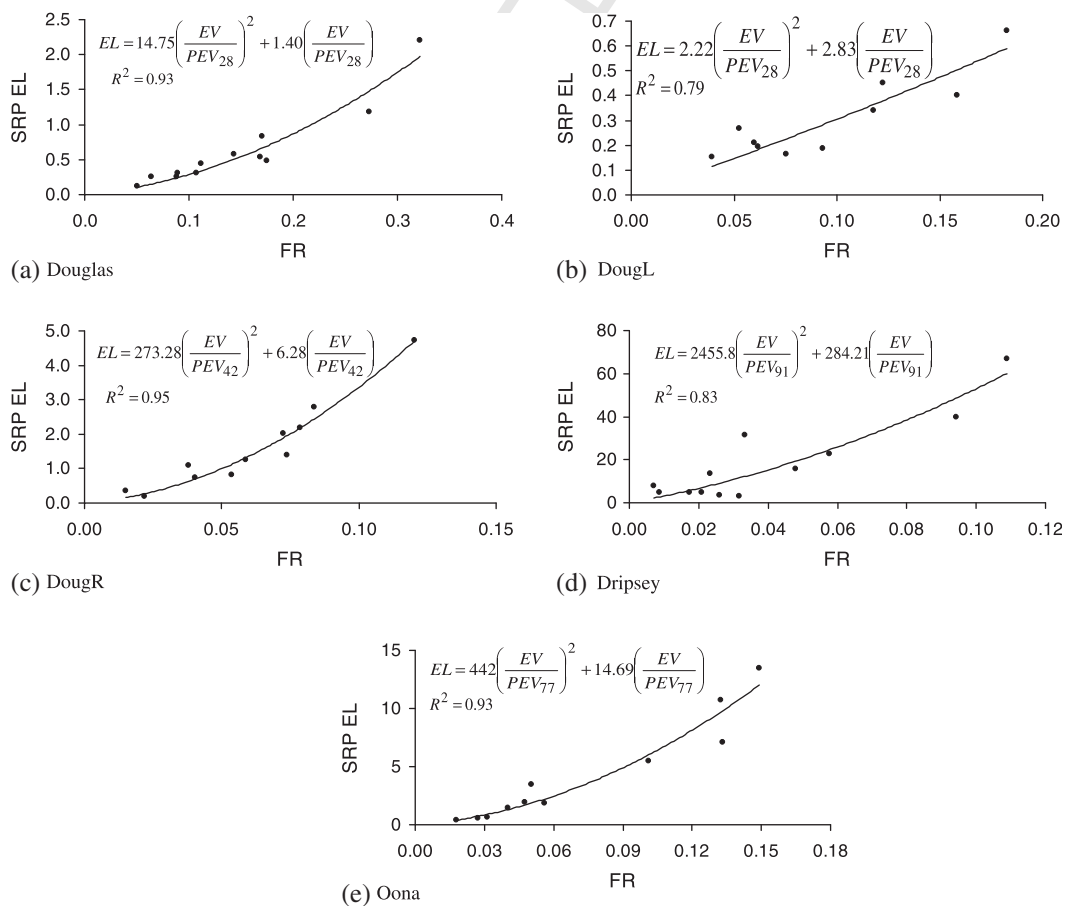 2.5
2.0
1.5
1.0
0.5
0.0
SRP EL
EL = 14.75(EV/PEV28)^2 + 1.40(EV/PEV28)
R^2 = 0.93
0.0 0.1 0.2 0.3 0.4
FR
(a) Douglas
0.7
0.6
0.5
0.4
0.3
0.2
0.1
0.0
SRP EL
EL = 2.22(EV/PEV28)^2 + 2.83(EV/PEV28)
R^2 = 0.79
0.00 0.05 0.10 0.15 0.20
FR
(b) DougL
5.0
4.0
3.0
2.0
1.0
0.0
SRP EL
EL = 273.28(EV/PEV42)^2 + 6.28(EV/PEV42)
R^2 = 0.95
0.00 0.05 0.10 0.15
FR
(c) DougR
80
60
40
20
0
SRP EL
EL = 2455.8(EV/PEV91)^2 + 284.21(EV/PEV91)
R^2 = 0.83
0.00 0.02 0.04 0.06 0.08 0.10 0.12
FR
(d) Dripsey
15
10
5
0
SRP EL
EL = 442(EV/PEV77)^2 + 14.69(EV/PEV77)
R^2 = 0.93
0.00 0.03 0.06 0.09 0.12 0.15 0.18
FR
(e) Oona